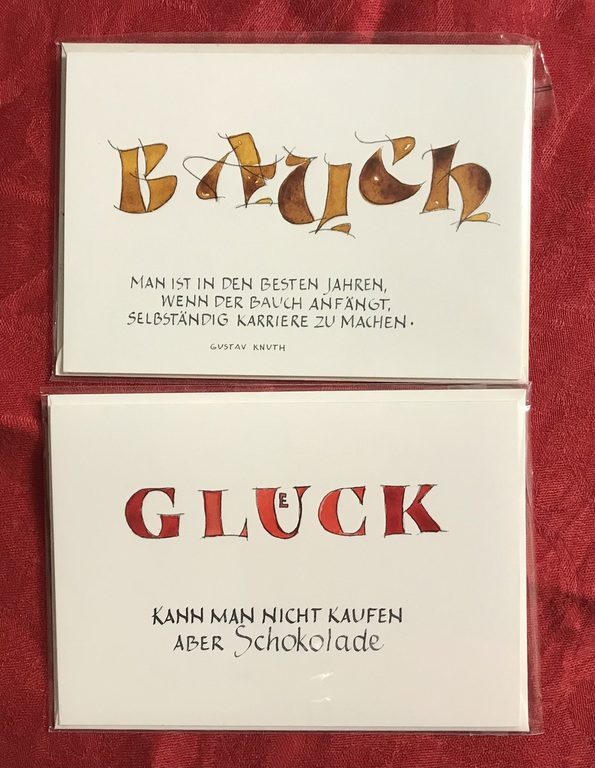 BAUCH
MAN IST IN DEN BESTEN JAHREN,
WENN DER BAUCH ANFÄNGT,
SELBSTÄNDIG KARRIERE ZU MACHEN.
GUSTAV KNUTH
GLUECK
KANN MAN NICHT KAUFEN
ABER Schokolade